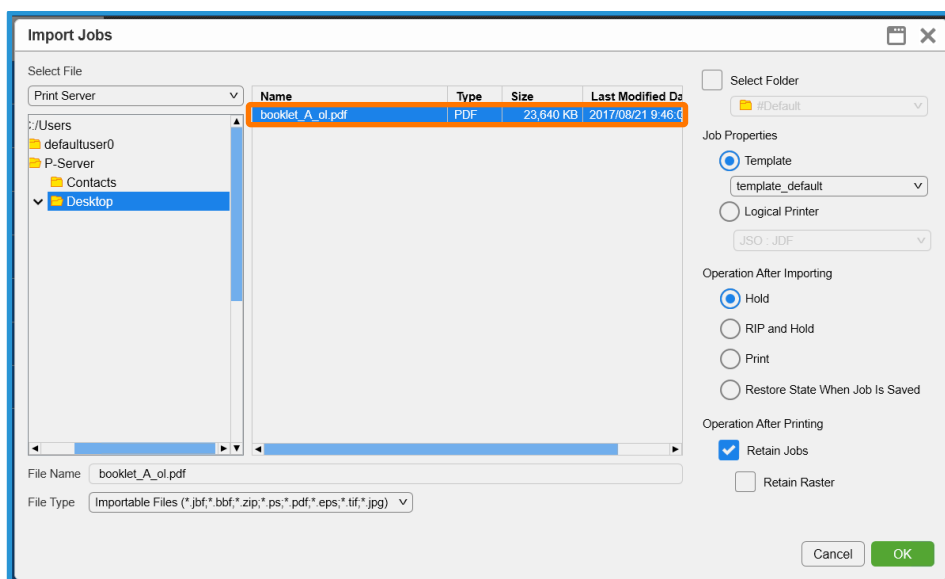 Import Jobs
Select File
Print Server
Name Type Size Last Modified Da
booklet_A_ol.pdf PDF 23,640 KB 2017/08/21 9:46:0
:/Users
defaultuser0
P-Server
Contacts
Desktop
File Name booklet_A_ol.pdf
File Type Importable Files (*.jbf;*.bbf;*.zip;*.ps;*.pdf;*.eps;*.tif;*.jpg)
Select Folder
#Default
Job Properties
Template
template_default
Logical Printer
JSO : JDF
Operation After Importing
Hold
RIP and Hold
Print
Restore State When Job Is Saved
Operation After Printing
Retain Jobs
Retain Raster
Cancel OK